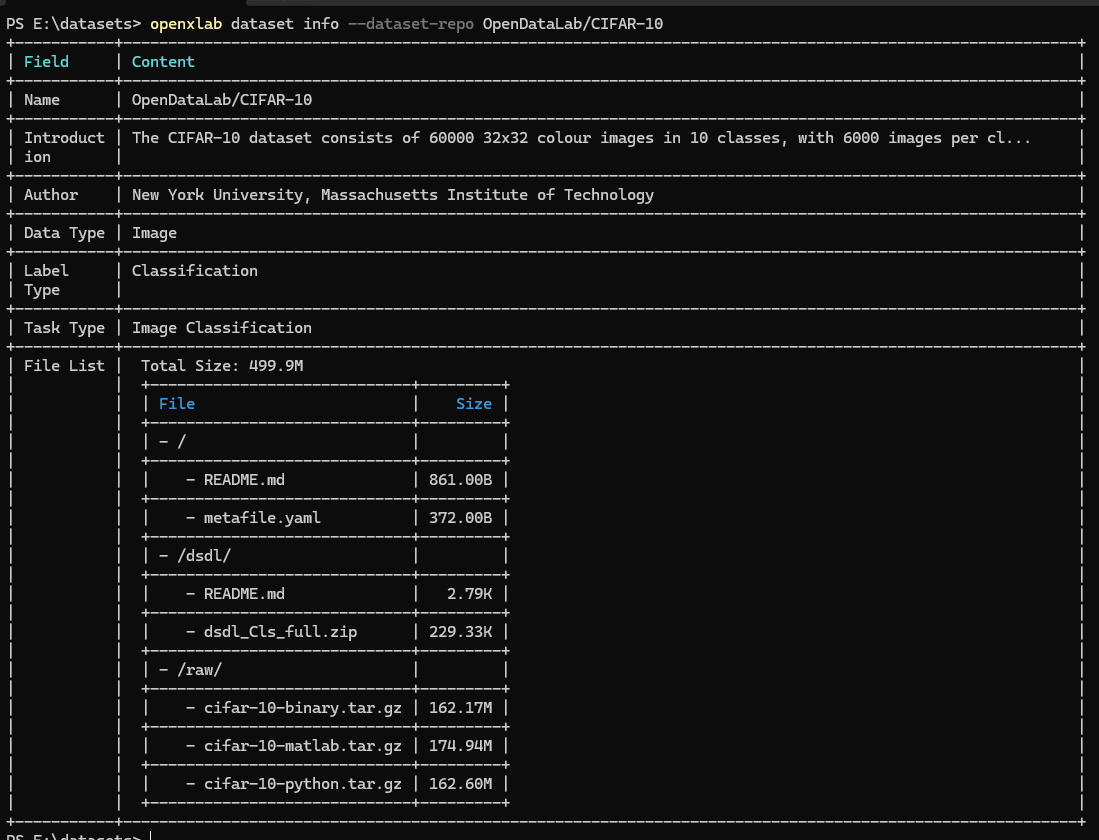 PS E:\datasets> openxlab dataset info --dataset-repo OpenDataLab/CIFAR-10
Field | Content
Name | OpenDataLab/CIFAR-10
Introduct | The CIFAR-10 dataset consists of 60000 32x32 colour images in 10 classes, with 6000 images per cl...
ion
Author | New York University, Massachusetts Institute of Technology
Data Type | Image
Label | Classification
Type
Task Type | Image Classification
File List | Total Size: 499.9M
File | Size
- /
- README.md | 861.00B
- metafile.yaml | 372.00B
- /dsdl/
- README.md | 2.79K
- dsdl_Cls_full.zip | 229.33K
- /raw/
- cifar-10-binary.tar.gz | 162.17M
- cifar-10-matlab.tar.gz | 174.94M
- cifar-10-python.tar.gz | 162.60M
PS E:\datasets>